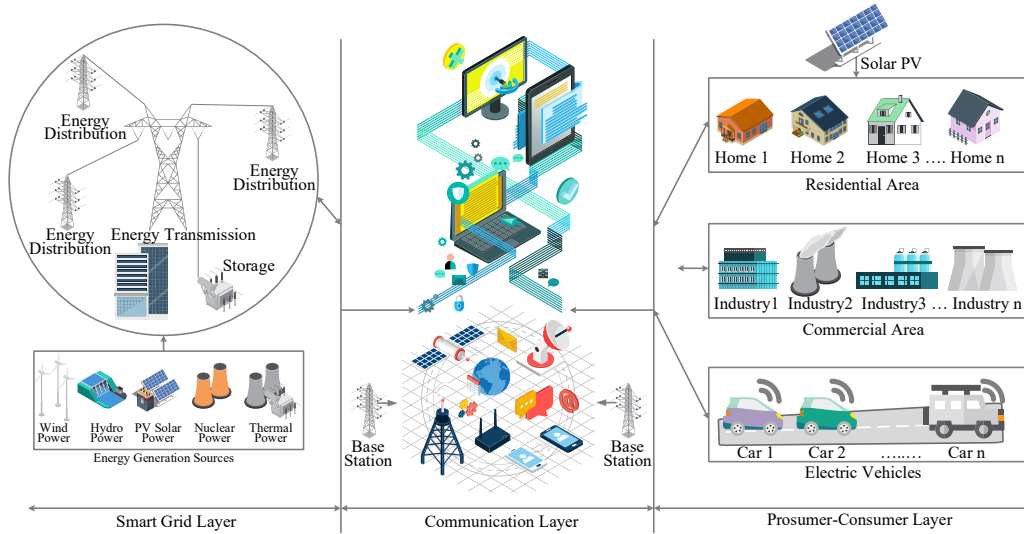 Energy
Distribution
Energy
Distribution
Energy
Distribution
Energy Transmission
Storage
Wind
Power
Hydro
Power
PV Solar
Power
Nuclear
Power
Thermal
Power
Energy Generation Sources
Smart Grid Layer
Base
Station
Base
Station
Communication Layer
Solar PV
Home 1
Home 2
Home 3 ....
Home n
Residential Area
Industry1
Industry2
Industry3 ...
Industry n
Commercial Area
Car 1
Car 2
........
Car n
Electric Vehicles
Prosumer-Consumer Layer